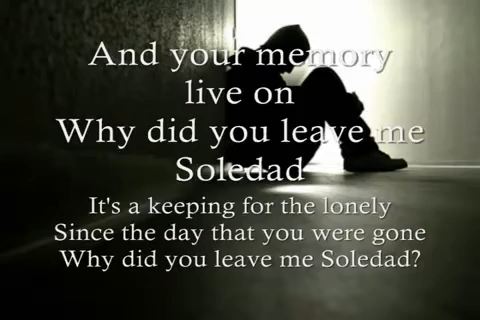 And your memory
live on
Why did you leave me
Soledad
It's a keeping for the lonely
Since the day that you were gone
Why did you leave me Soledad?